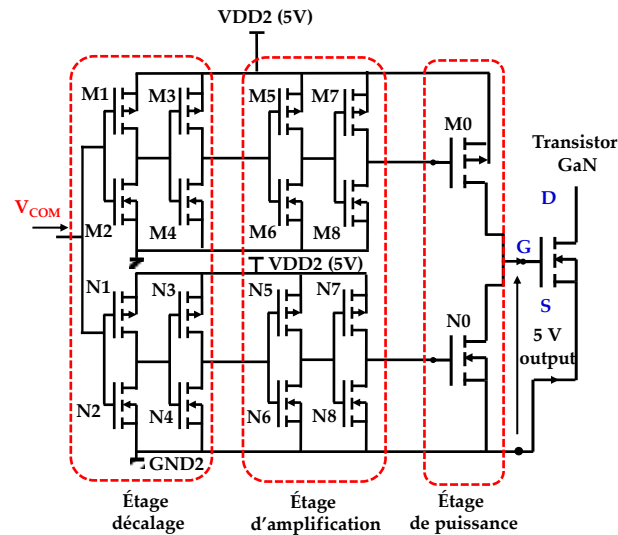 VDD2 (5V)
M1
M3
M5
M7
M0
Transistor
GaN
D
V_COM
M2
M4
M6
M8
G
VDD2 (5V)
N1
N3
N5
N7
S
N0
5 V
output
N2
N4
N6
N8
GND2
Étage
décalage
Étage
d'amplification
Étage
de puissance